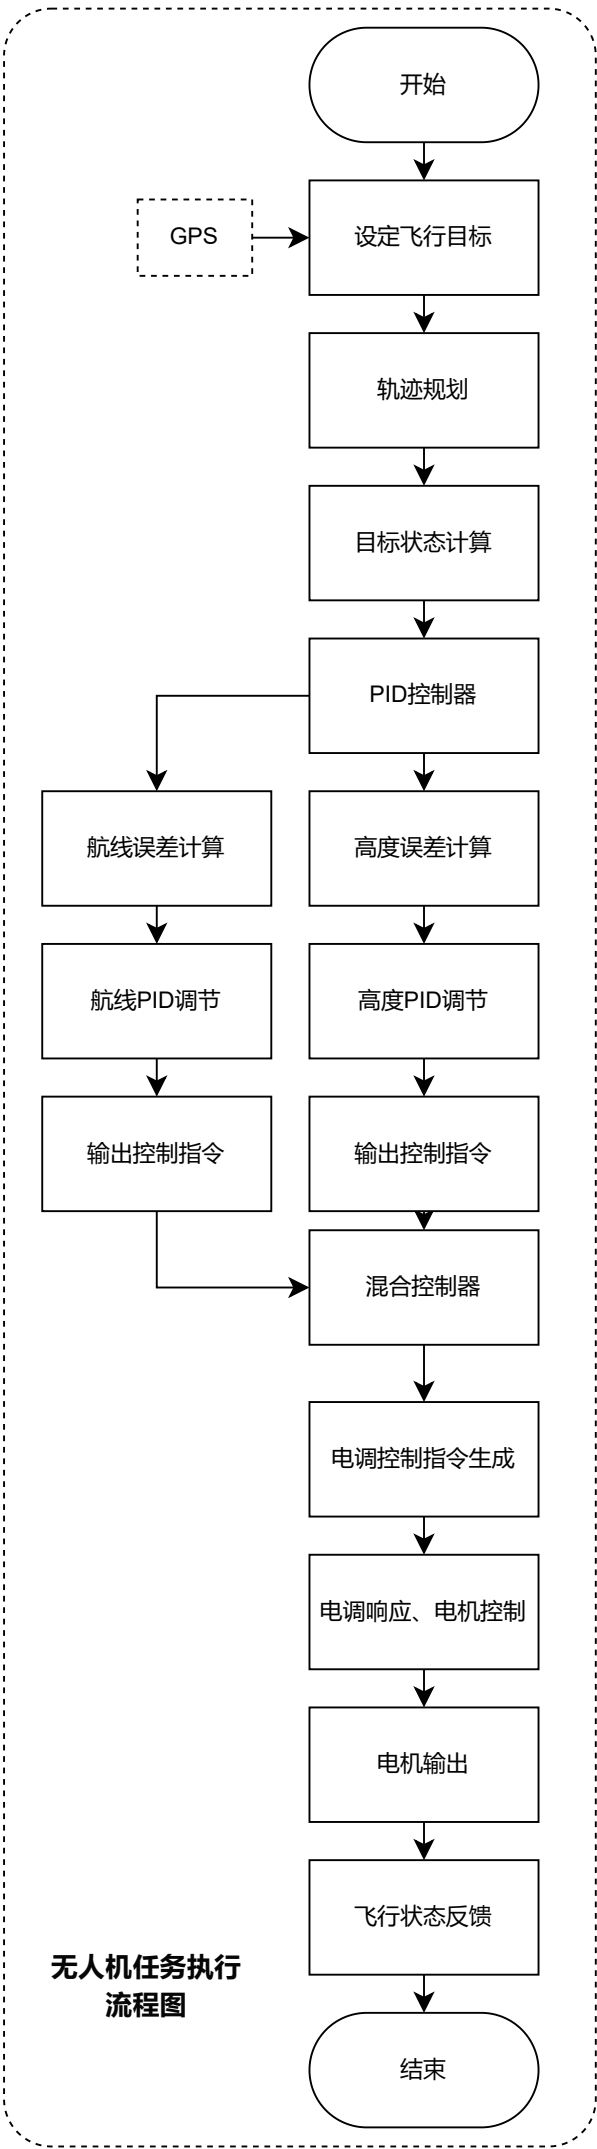 开始
GPS
设定飞行目标
轨迹规划
目标状态计算
PID控制器
航线误差计算
高度误差计算
航线PID调节
高度PID调节
输出控制指令
输出控制指令
混合控制器
电调控制指令生成
电调响应、电机控制
电机输出
飞行状态反馈
无人机任务执行
流程图
结束